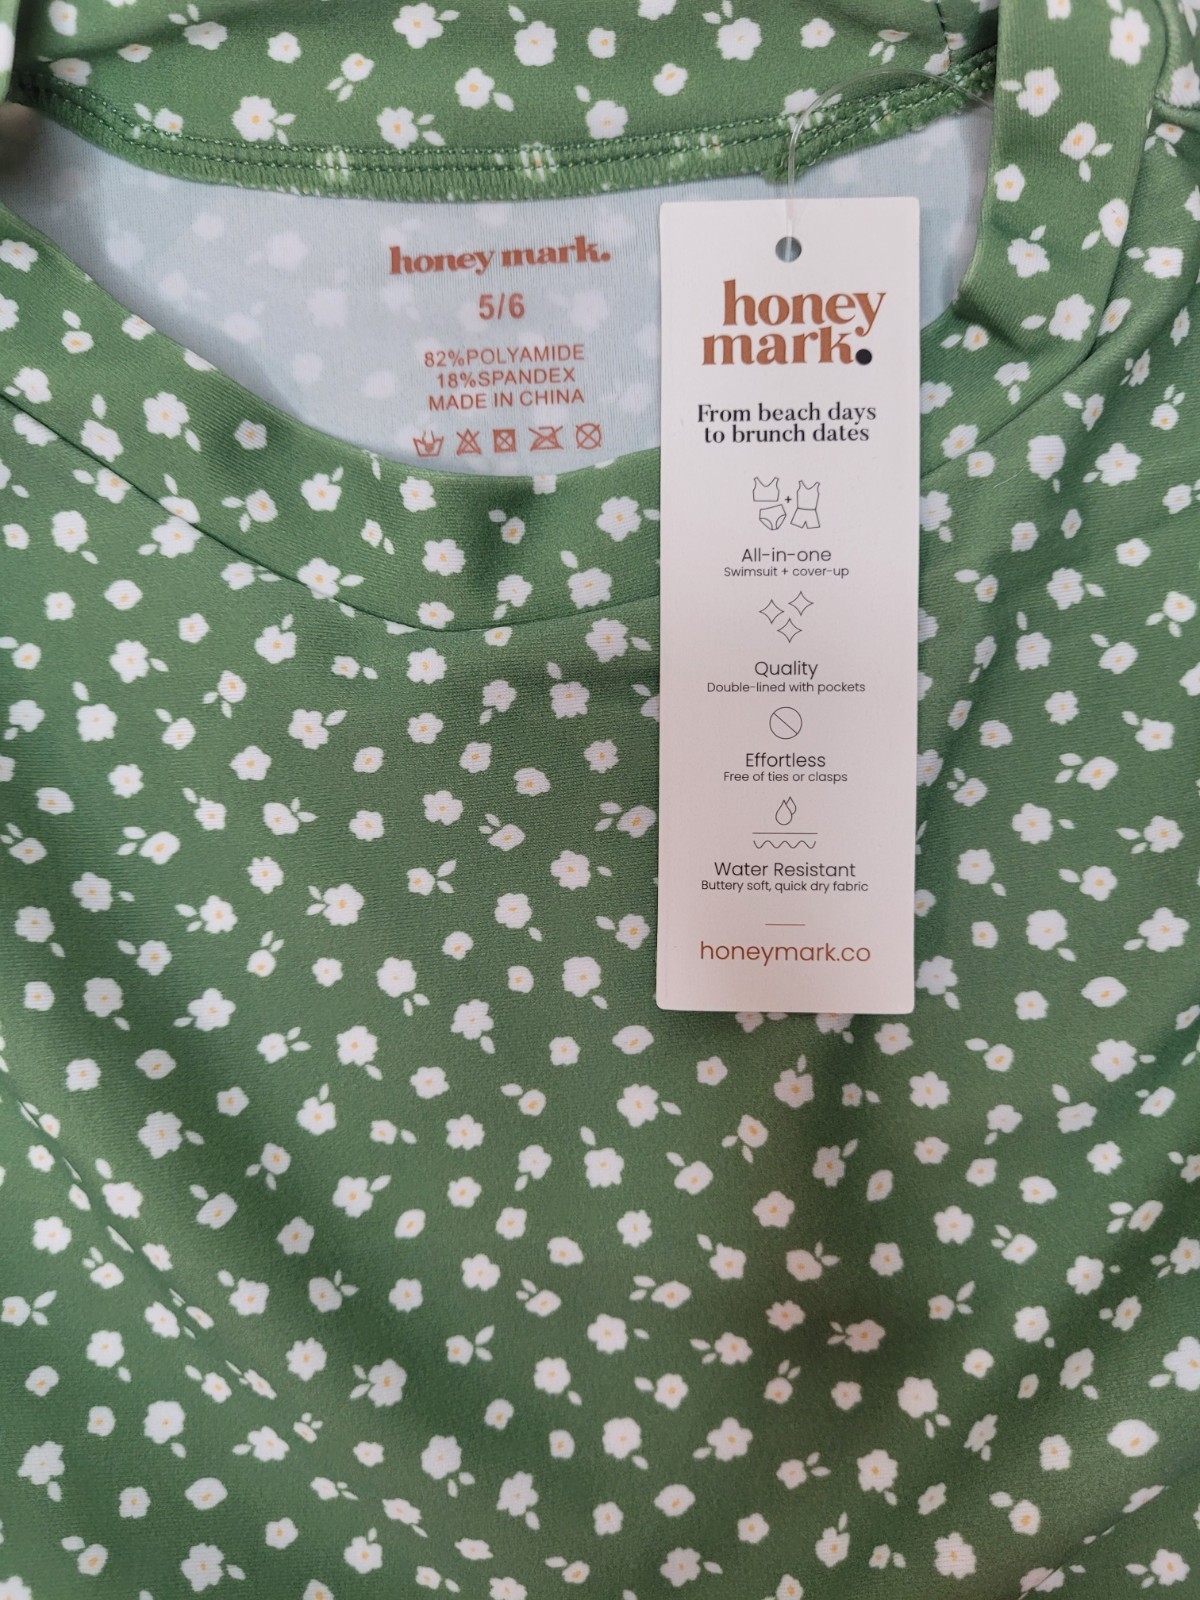 honey mark.
5/6
82%POLYAMIDE
18%SPANDEX
MADE IN CHINA
honey
mark.
From beach days
to brunch dates
+
All-in-one
Swimsuit + cover-up
Quality
Double-lined with pockets
Effortless
Free of ties or clasps
Water Resistant
Buttery soft, quick dry fabric
honeymark.co